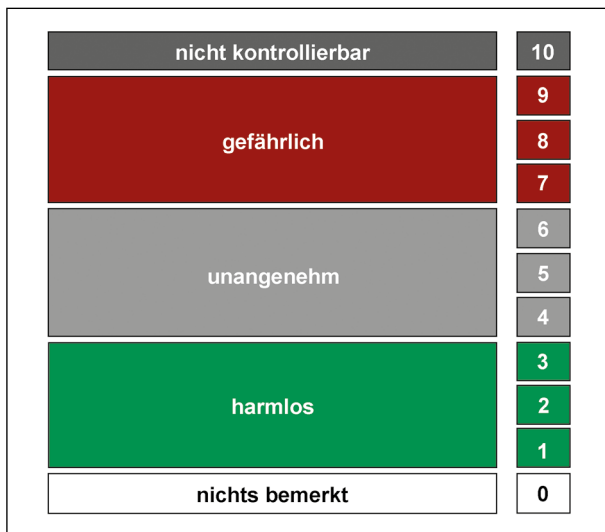 nicht kontrollierbar 10
9
gefährlich 8
7
6
unangenehm 5
4
3
harmlos 2
1
nichts bemerkt 0